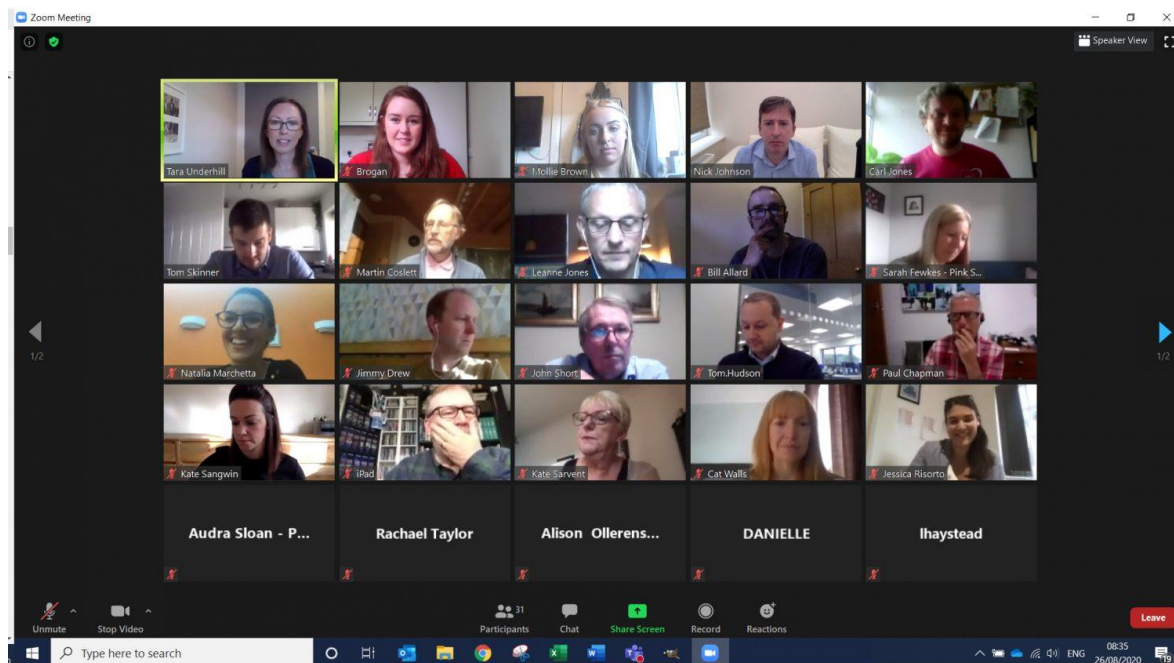 Zoom Meeting
Speaker View
Tara Underhill
Brogan
Mollie Brown
Nick Johnson
Carl Jones
Tom Skinner
Martin Coslett
Leanne Jones
Bill Allard
Sarah Fewkes - Pink S...
Natalia Marchetta
Jimmy Drew
John Short
Tom.Hudson
Paul Chapman
1/2
1/2
Kate Sangwin
iPad
Kate Sarvent
Cat Walls
Jessica Risorto
Audra Sloan - P...
Rachael Taylor
Alison Ollerens...
DANIELLE
lhaystead
Unmute
Stop Video
31
Participants
Chat
Share Screen
Record
Reactions
Leave
Type here to search
ENG
08:35
26/08/2020
19